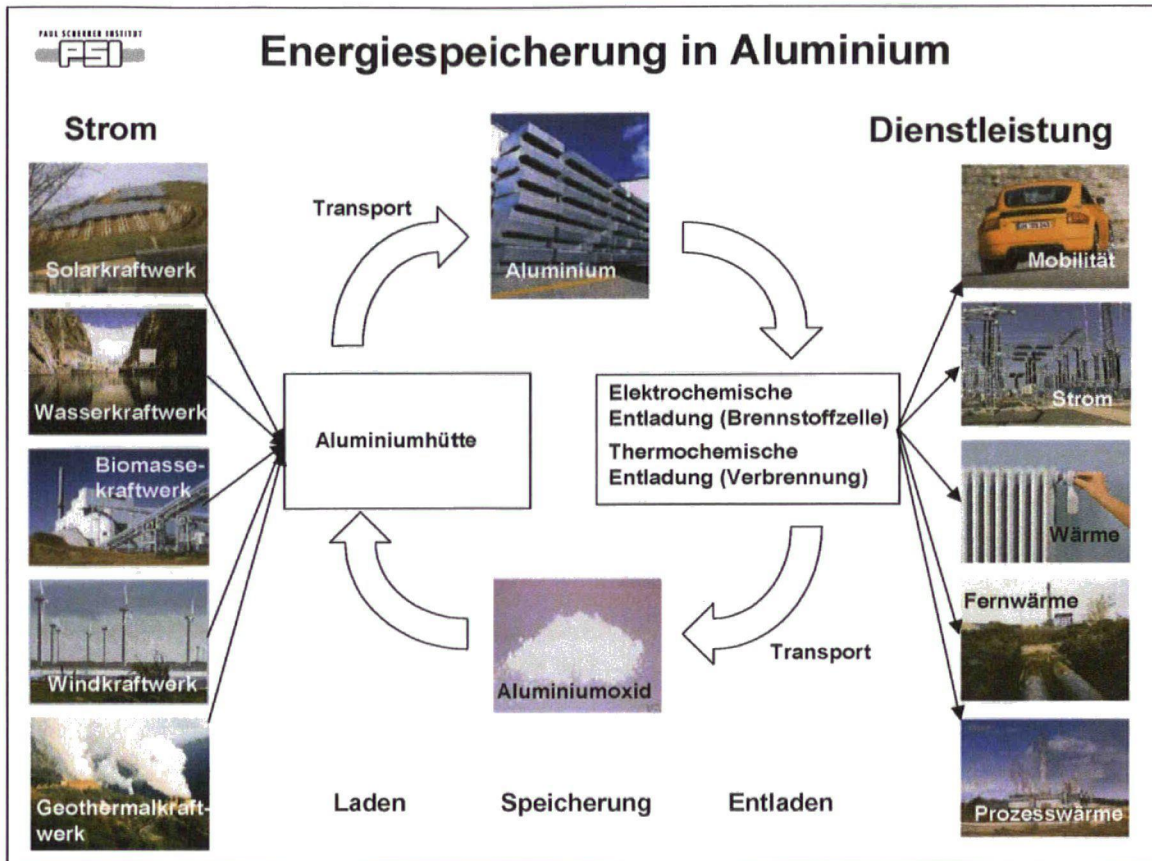 PAUL SCHERRER INSTITUT
PSI
Energiespeicherung in Aluminium
Strom
Solarkraftwerk
Wasserkraftwerk
Biomasse-
kraftwerk
Windkraftwerk
Geothermalkraft-
werk
Transport
Aluminium
Aluminiumhütte
Elektrochemische
Entladung (Brennstoffzelle)
Thermochemische
Entladung (Verbrennung)
Aluminiumoxid
Transport
Laden
Speicherung
Entladen
Dienstleistung
Mobilität
Strom
Wärme
Fernwärme
Prozesswärme